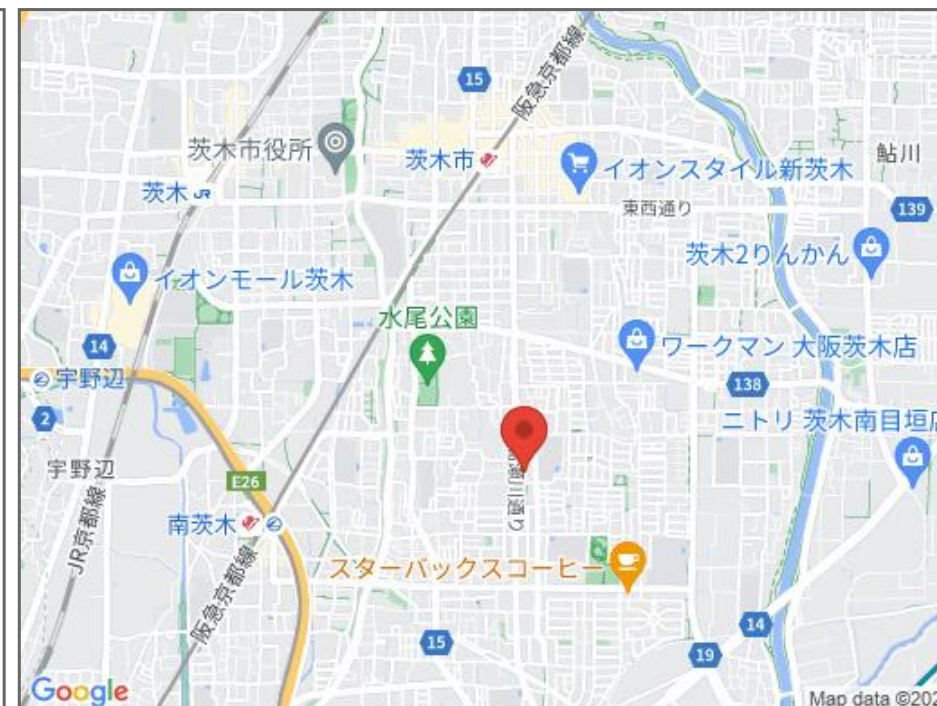 15
阪急京都線
茨木市役所
茨木市
イオンスタイル新茨木
鮎川
茨木 JR
東西通り
139
茨木2りんかん
イオンモール茨木
水尾公園
14
ワークマン 大阪茨木店
宇野辺
138
2
ニトリ 茨木南目垣店
宇野辺
E26
川通り
JR京都線
南茨木
スターバックスコーヒー
阪急京都線
15
14
19
Google
Map data ©202